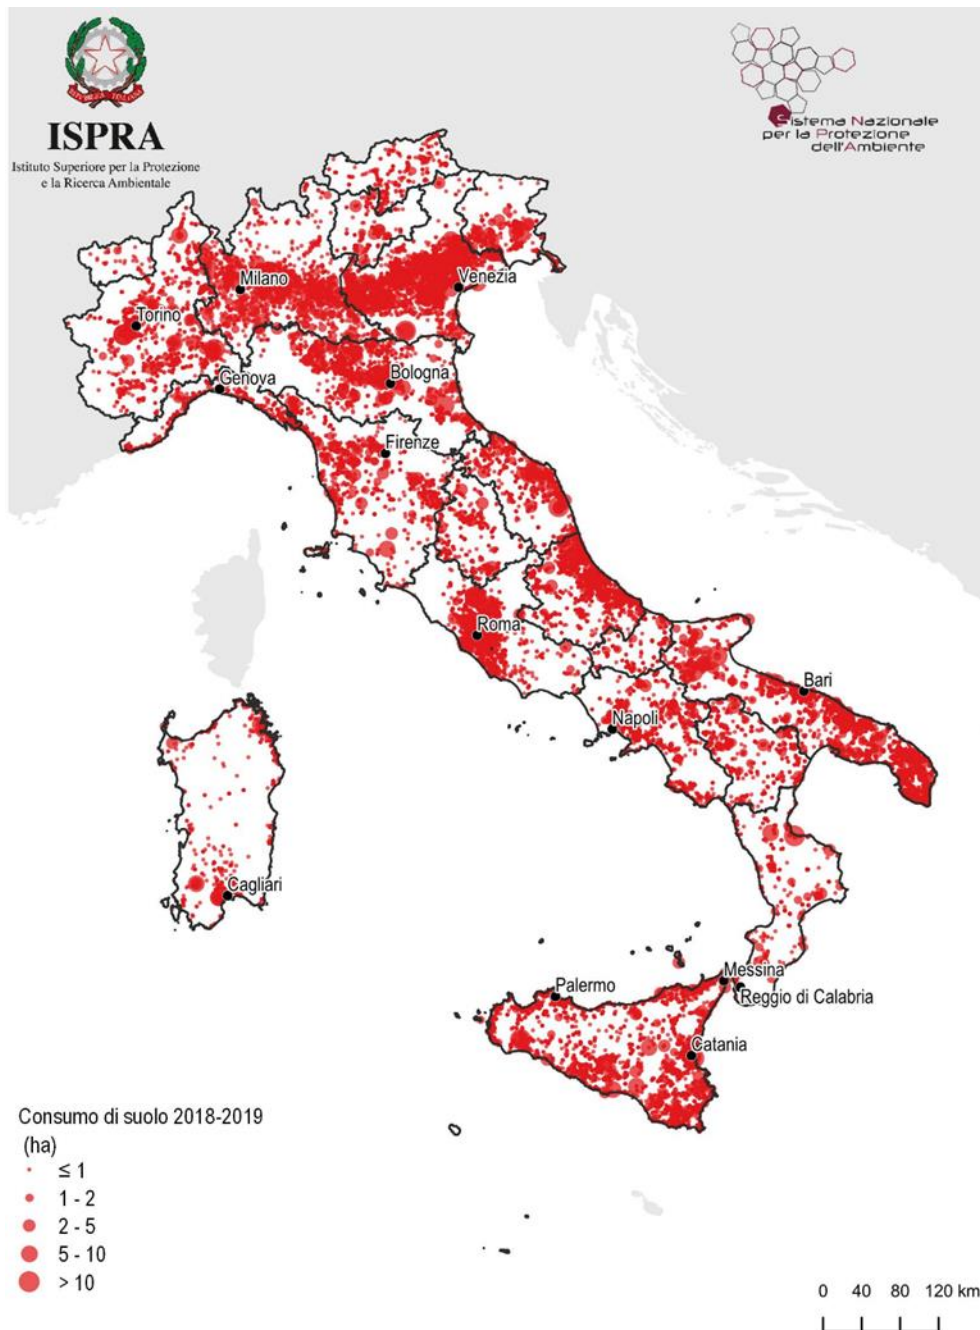 ISPRA
Istituto Superiore per la Protezione
e la Ricerca Ambientale
Sistema Nazionale
per la Protezione
dell'Ambiente
Milano
Venezia
Torino
Genova
Bologna
Firenze
Roma
Bari
Napoli
Cagliari
Messina
Palermo
Reggio di Calabria
Catania
Consumo di suolo 2018-2019
(ha)
≤ 1
1 - 2
2 - 5
5 - 10
> 10
0 40 80 120 km